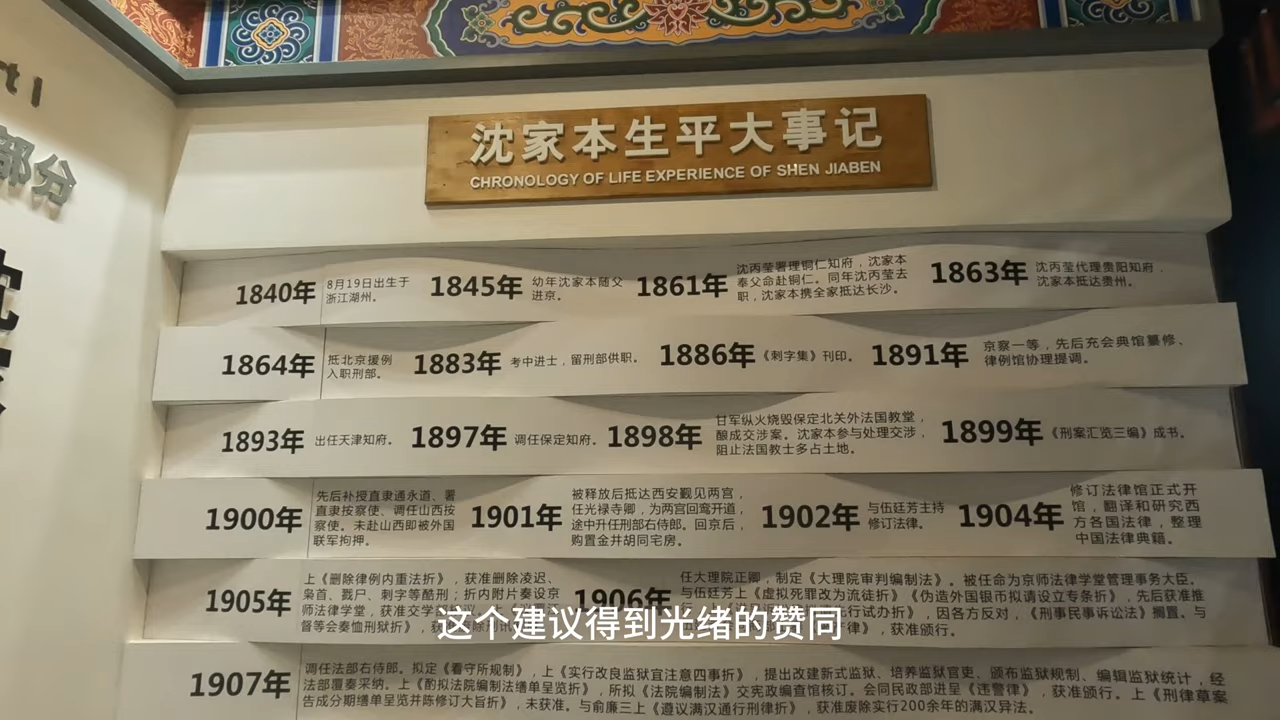 rt I
部分
沈家本生平大事记
CHRONOLOGY OF LIFE EXPERIENCE OF SHEN JIABEN
1840年
8月19日出生于
浙江湖州。
1845年
幼年沈家本随父
进京。
1861年
沈丙莹署理铜仁知府，沈家本
奉父命赴铜仁。同年沈丙莹去
职，沈家本携全家抵达长沙。
1863年
沈丙莹代理贵阳知府，
沈家本抵达贵州。
1864年
抵北京援例
入职刑部。
1883年
考中进士，留刑部供职。
1886年
《刺字集》刊印。
1891年
京察一等，先后充会典馆纂修、
律例馆协理提调。
1893年
出任天津知府。
1897年
调任保定知府。
1898年
甘军纵火烧毁保定北关外法国教堂，
酿成交涉案。沈家本参与处理交涉，
阻止法国教士多占土地。
1899年
《刑案汇览三编》成书。
1900年
先后补授直隶通永道、署
直隶按察使、调任山西按
察使。未赴山西即被外国
联军拘押。
1901年
被释放后抵达西安觐见两宫，
任光禄寺卿，为两宫回銮开道，
途中升任刑部右侍郎。回京后，
购置金井胡同宅房。
1902年
与伍廷芳主持
修订法律。
1904年
修订法律馆正式开
馆，翻译和研究西
方各国法律，整理
中国法律典籍。
1905年
上《删除律例内重法折》，获准删除凌迟、
枭首、戮尸、刺字等酷刑；折内附片奏设京
师法律学堂，获准交学
督等会奏恤刑狱折》，
1906年
任大理院正卿，制定《大理院审判编制法》。被任命为京师法律学堂管理事务大臣。
与伍廷芳上《虚拟死罪改为流徒折》《伪造外国银币拟请设立专条折》，先后获准推
行试办折》，因各方反对，《刑事民事诉讼法》搁置。与
律》，获准颁行。
这个建议得到光绪的赞同
1907年
调任法部右侍郎。拟定《看守所规制》，上《实行改良监狱宜注意四事折》，提出改建新式监狱、培养监狱官吏、颁布监狱规制、编辑监狱统计，经
法部覆奏采纳。上《酌拟法院编制法缮单呈览折》，所拟《法院编制法》交宪政编查馆核订。会同民政部进呈《违警律》，获准颁行。上《刑律草案
告成分期缮单呈览并陈修订大旨折》，未获准。与俞廉三上《遵议满汉通行刑律折》，获准废除实行200余年的满汉异法。